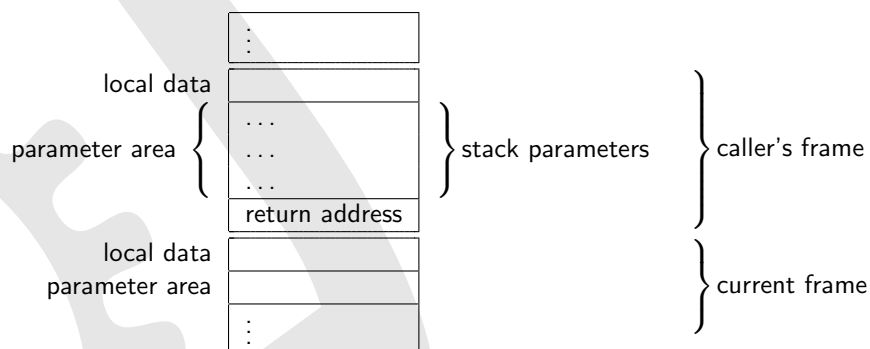 ⋮
local data
parameter area
...
...
...
stack parameters
caller's frame
return address
local data
parameter area
current frame
⋮